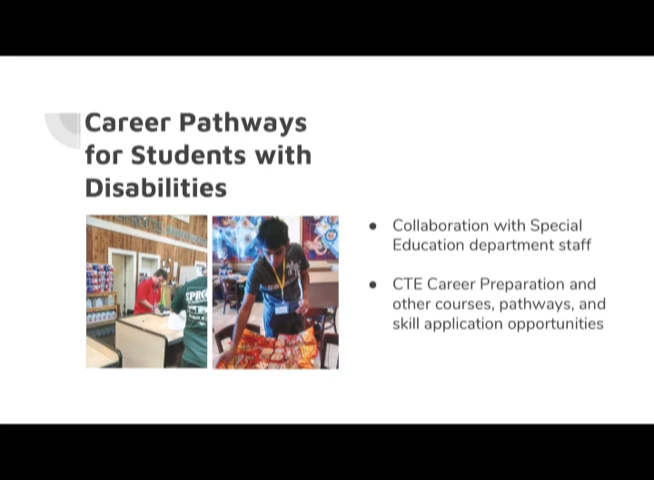 Career Pathways
for Students with
Disabilities
● Collaboration with Special
Education department staff
● CTE Career Preparation and
other courses, pathways, and
skill application opportunities